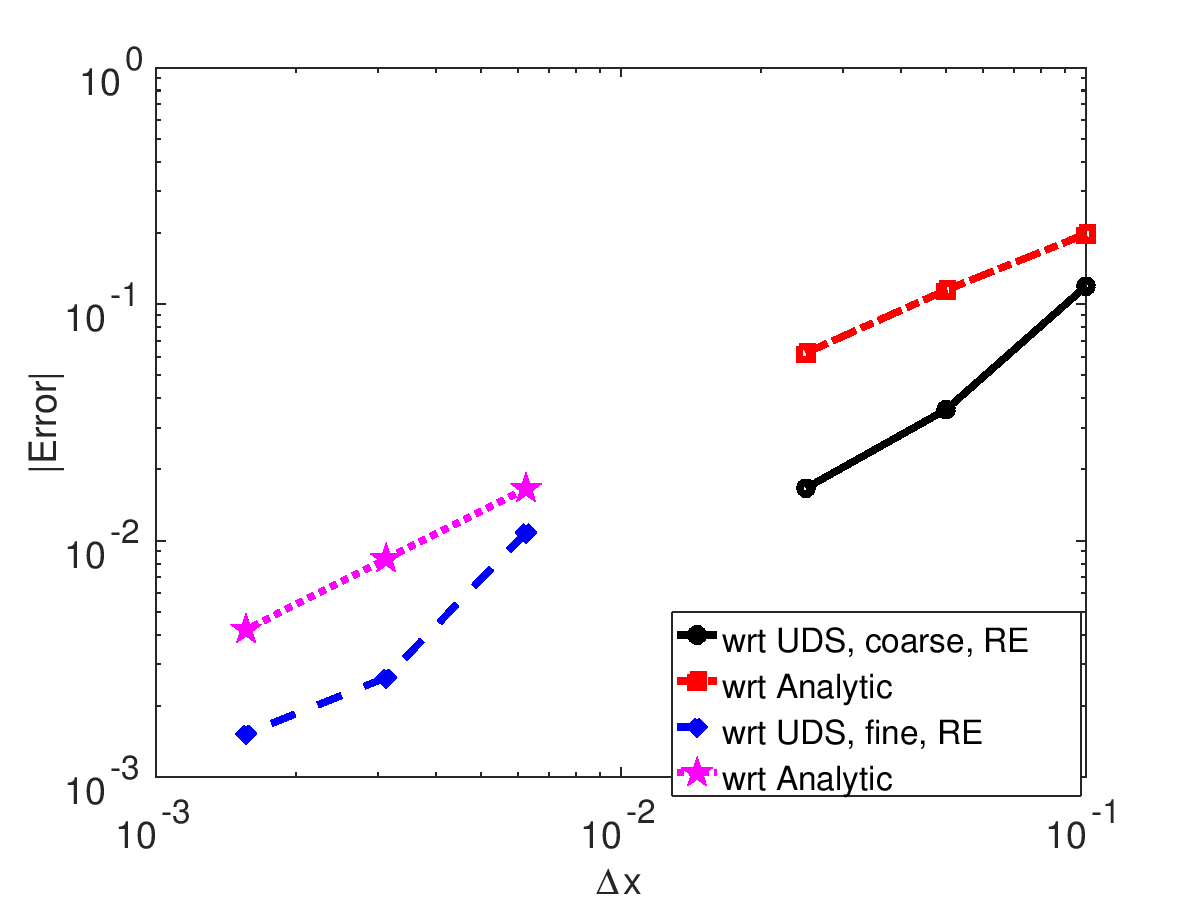 10^0
10^-1
|Error|
10^-2
wrt UDS, coarse, RE
wrt Analytic
wrt UDS, fine, RE
wrt Analytic
10^-3
10^-3
10^-2
10^-1
Δx